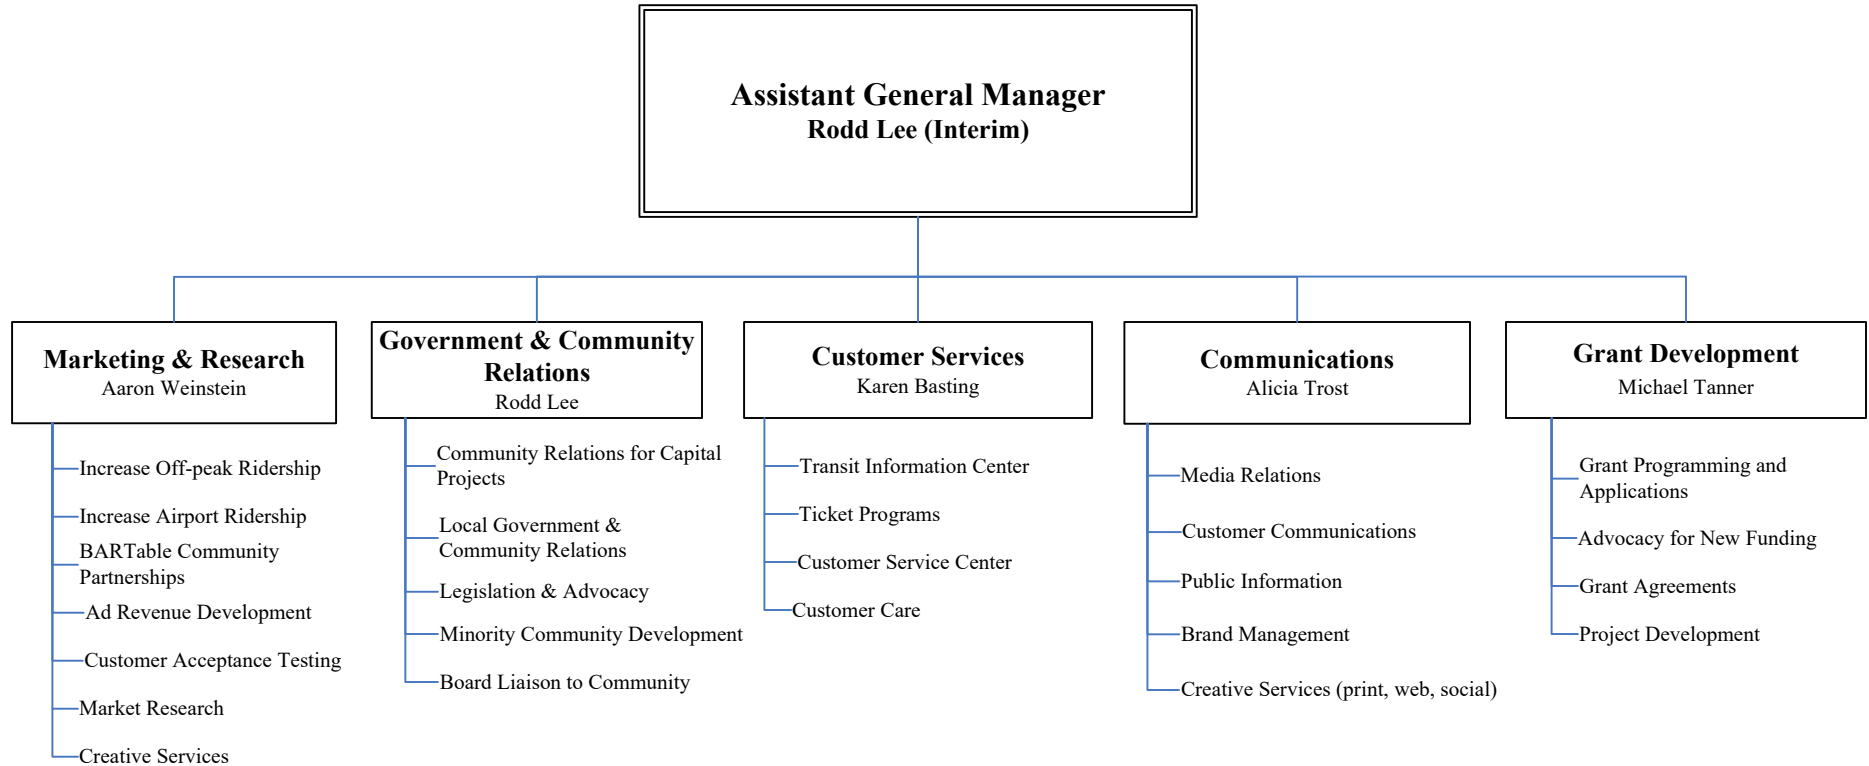 Assistant General Manager
Rodd Lee (Interim)
Marketing & Research
Aaron Weinstein
Increase Off-peak Ridership
Increase Airport Ridership
BARTable Community
Partnerships
Ad Revenue Development
Customer Acceptance Testing
Market Research
Creative Services
Government & Community
Relations
Rodd Lee
Community Relations for Capital
Projects
Local Government &
Community Relations
Legislation & Advocacy
Minority Community Development
Board Liaison to Community
Customer Services
Karen Basting
Transit Information Center
Ticket Programs
Customer Service Center
Customer Care
Communications
Alicia Trost
Media Relations
Customer Communications
Public Information
Brand Management
Creative Services (print, web, social)
Grant Development
Michael Tanner
Grant Programming and
Applications
Advocacy for New Funding
Grant Agreements
Project Development